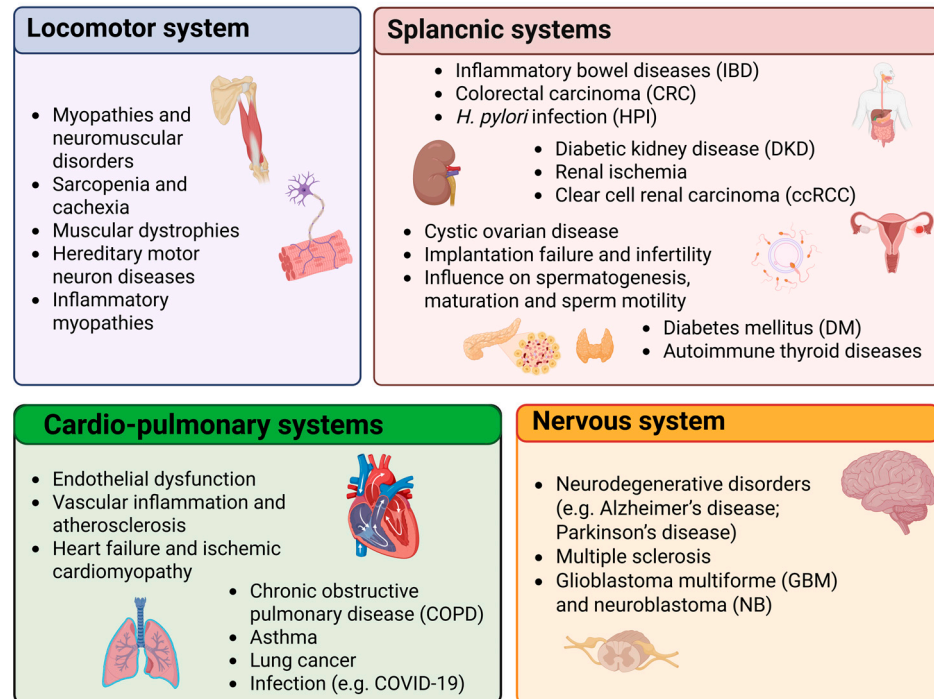 Locomotor system
• Myopathies and
neuromuscular
disorders
• Sarcopenia and
cachexia
• Muscular dystrophies
• Hereditary motor
neuron diseases
• Inflammatory
myopathies
Splancnic systems
• Inflammatory bowel diseases (IBD)
• Colorectal carcinoma (CRC)
• H. pylori infection (HPI)
• Diabetic kidney disease (DKD)
• Renal ischemia
• Clear cell renal carcinoma (ccRCC)
• Cystic ovarian disease
• Implantation failure and infertility
• Influence on spermatogenesis,
maturation and sperm motility
• Diabetes mellitus (DM)
• Autoimmune thyroid diseases
Cardio-pulmonary systems
• Endothelial dysfunction
• Vascular inflammation and
atherosclerosis
• Heart failure and ischemic
cardiomyopathy
• Chronic obstructive
pulmonary disease (COPD)
• Asthma
• Lung cancer
• Infection (e.g. COVID-19)
Nervous system
• Neurodegenerative disorders
(e.g. Alzheimer’s disease;
Parkinson’s disease)
• Multiple sclerosis
• Glioblastoma multiforme (GBM)
and neuroblastoma (NB)